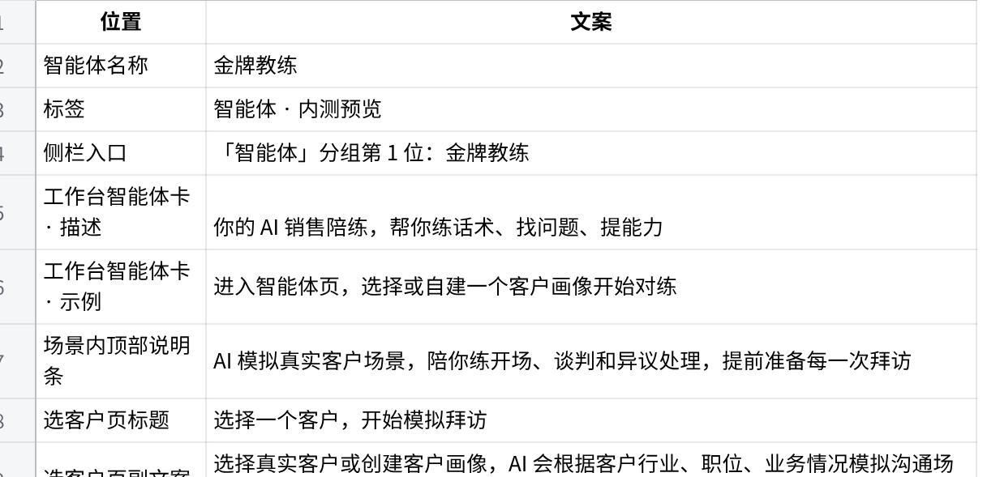 1 位置 文案
2 智能体名称 金牌教练
3 标签 智能体 · 内测预览
4 侧栏入口 「智能体」分组第 1 位：金牌教练
5 工作台智能体卡
· 描述 你的 AI 销售陪练，帮你练话术、找问题、提能力
6 工作台智能体卡
· 示例 进入智能体页，选择或自建一个客户画像开始对练
7 场景内顶部说明
条 AI 模拟真实客户场景，陪你练开场、谈判和异议处理，提前准备每一次拜访
8 选客户页标题 选择一个客户，开始模拟拜访
选客户页副文案 选择真实客户或创建客户画像，AI 会根据客户行业、职位、业务情况模拟沟通场